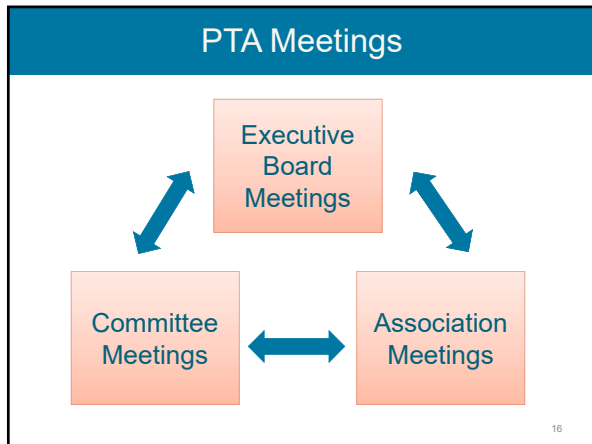 PTA Meetings
Executive
Board
Meetings
Committee
Meetings
Association
Meetings
16